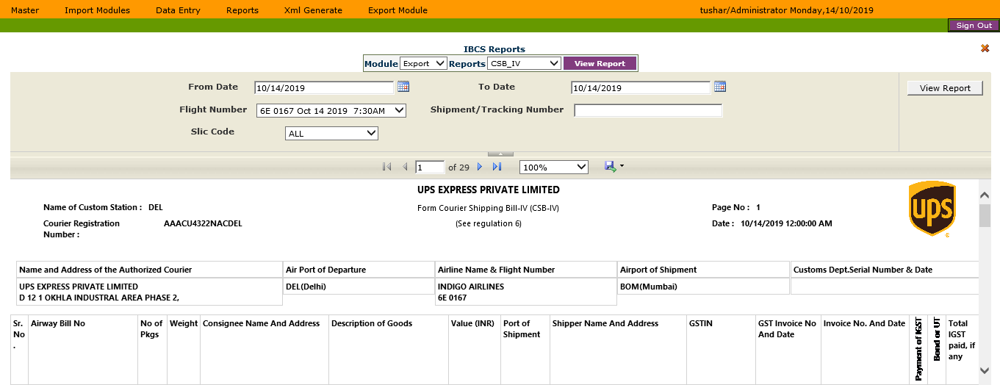 Master Import Modules Data Entry Reports Xml Generate Export Module tushar/Administrator Monday,14/10/2019
Sign Out
IBCS Reports
Module Export Reports CSB_IV View Report
From Date 10/14/2019 To Date 10/14/2019 View Report
Flight Number 6E 0167 Oct 14 2019 7:30AM Shipment/Tracking Number
Slic Code ALL
1 of 29 100%
UPS EXPRESS PRIVATE LIMITED
Name of Custom Station : DEL Form Courier Shipping Bill-IV (CSB-IV) Page No : 1
Courier Registration AAACU4322NACDEL (See regulation 6) Date : 10/14/2019 12:00:00 AM
Number :
ups
Name and Address of the Authorized Courier Air Port of Departure Airline Name & Flight Number Airport of Shipment Customs Dept.Serial Number & Date
UPS EXPRESS PRIVATE LIMITED DEL(Delhi) INDIGO AIRLINES BOM(Mumbai)
D 12 1 OKHLA INDUSTRAL AREA PHASE 2, 6E 0167
Sr. Airway Bill No No of Weight Consignee Name And Address Description of Goods Value (INR) Port of Shipper Name And Address GSTIN GST Invoice No Invoice No. And Date Payment of IGST Bond or UT Total
No Pkgs Shipment And Date IGST
. paid, if
any